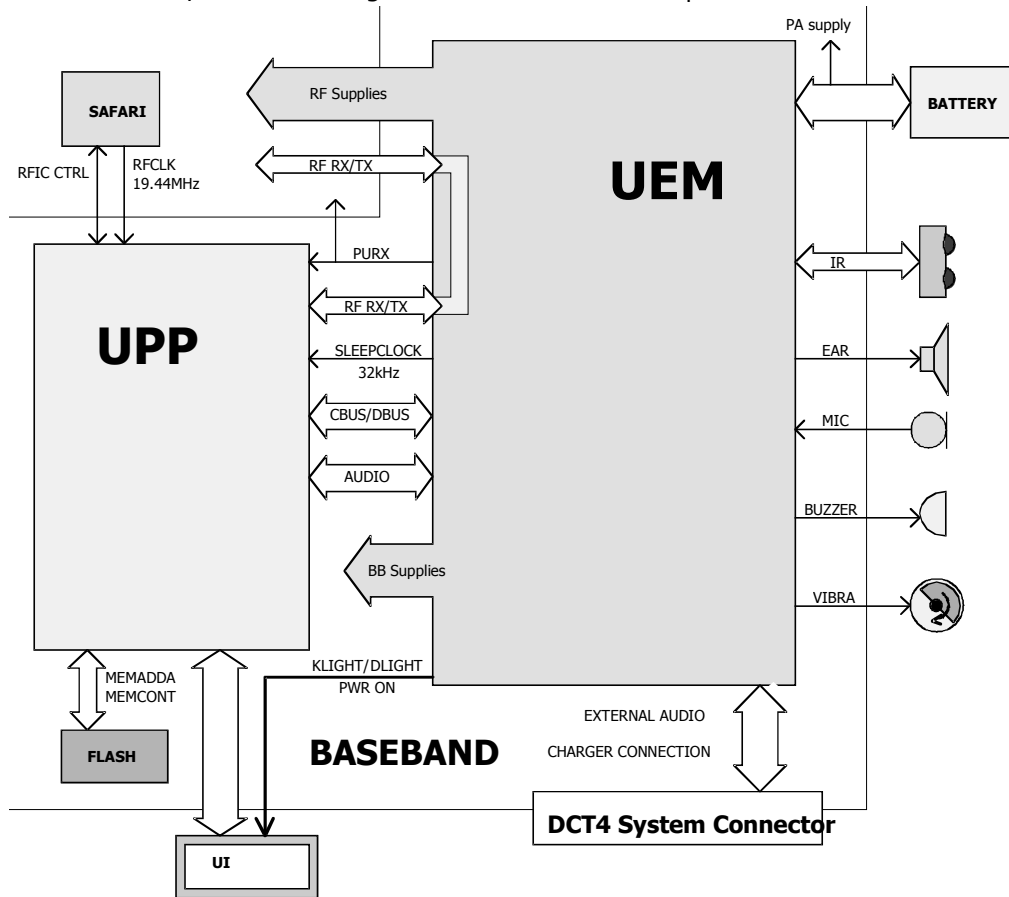 PA supply
RF Supplies
BATTERY
SAFARI
RFIC CTRL
RFCLK
19.44MHz
RF RX/TX
UEM
PURX
IR
RF RX/TX
UPP
SLEEPCLOCK
32kHz
EAR
CBUS/DBUS
MIC
AUDIO
BUZZER
BB Supplies
VIBRA
KLIGHT/DLIGHT
PWR ON
MEMADDA
MEMCONT
EXTERNAL AUDIO
CHARGER CONNECTION
BASEBAND
FLASH
DCT4 System Connector
UI